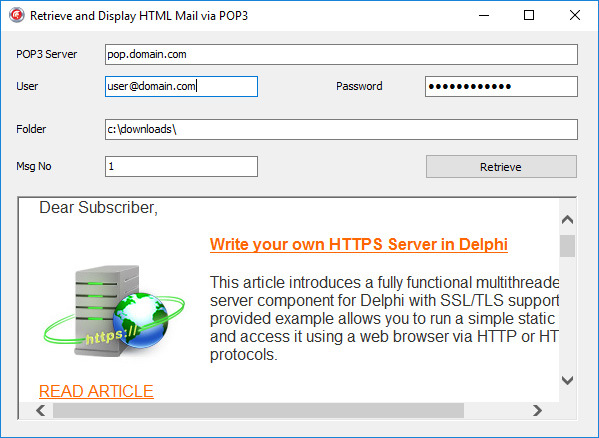 Retrieve and Display HTML Mail via POP3
POP3 Server pop.domain.com
User user@domain.com Password ••••••••••••
Folder c:\downloads\
Msg No 1 Retrieve
Dear Subscriber,
Write your own HTTPS Server in Delphi
This article introduces a fully functional multithreade
server component for Delphi with SSL/TLS support
provided example allows you to run a simple static
and access it using a web browser via HTTP or HT
protocols.
https://
READ ARTICLE